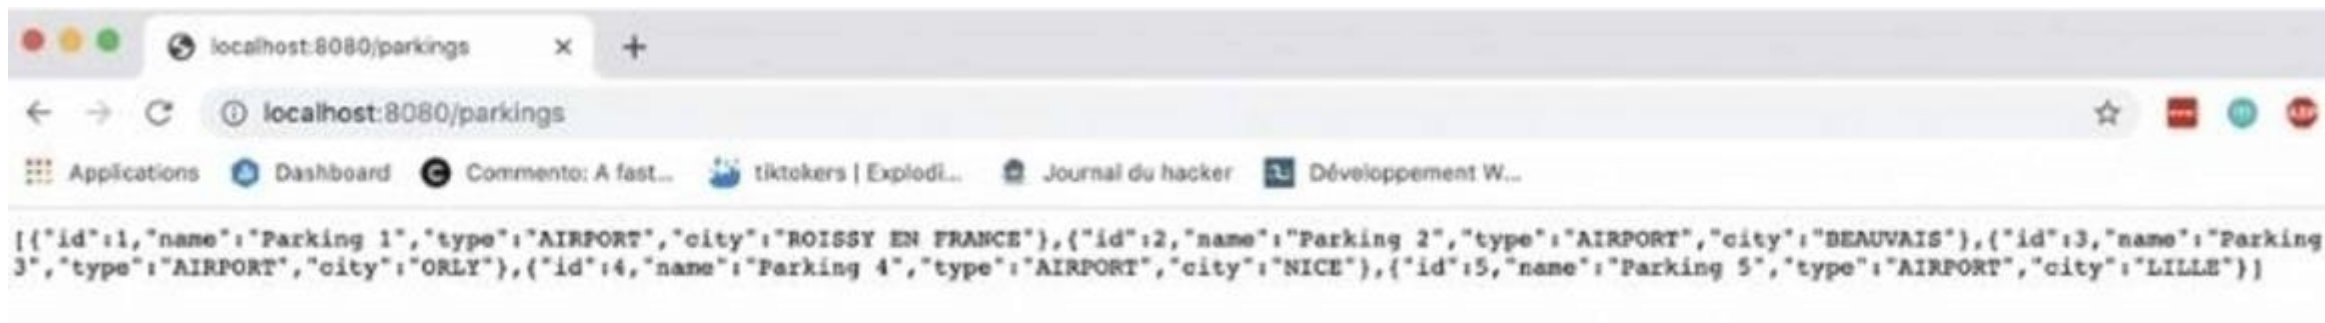 localhost:8080/parkings
localhost:8080/parkings
Applications Dashboard Commento: A fast... tiktokers | Explodi... Journal du hacker Développement W...
[{"id":1,"name":"Parking 1","type":"AIRPORT","city":"ROISSY EN FRANCE"},{"id":2,"name":"Parking 2","type":"AIRPORT","city":"BEAUVAIS"},{"id":3,"name":"Parking
3","type":"AIRPORT","city":"ORLY"},{"id":4,"name":"Parking 4","type":"AIRPORT","city":"NICE"},{"id":5,"name":"Parking 5","type":"AIRPORT","city":"LILLE"}]